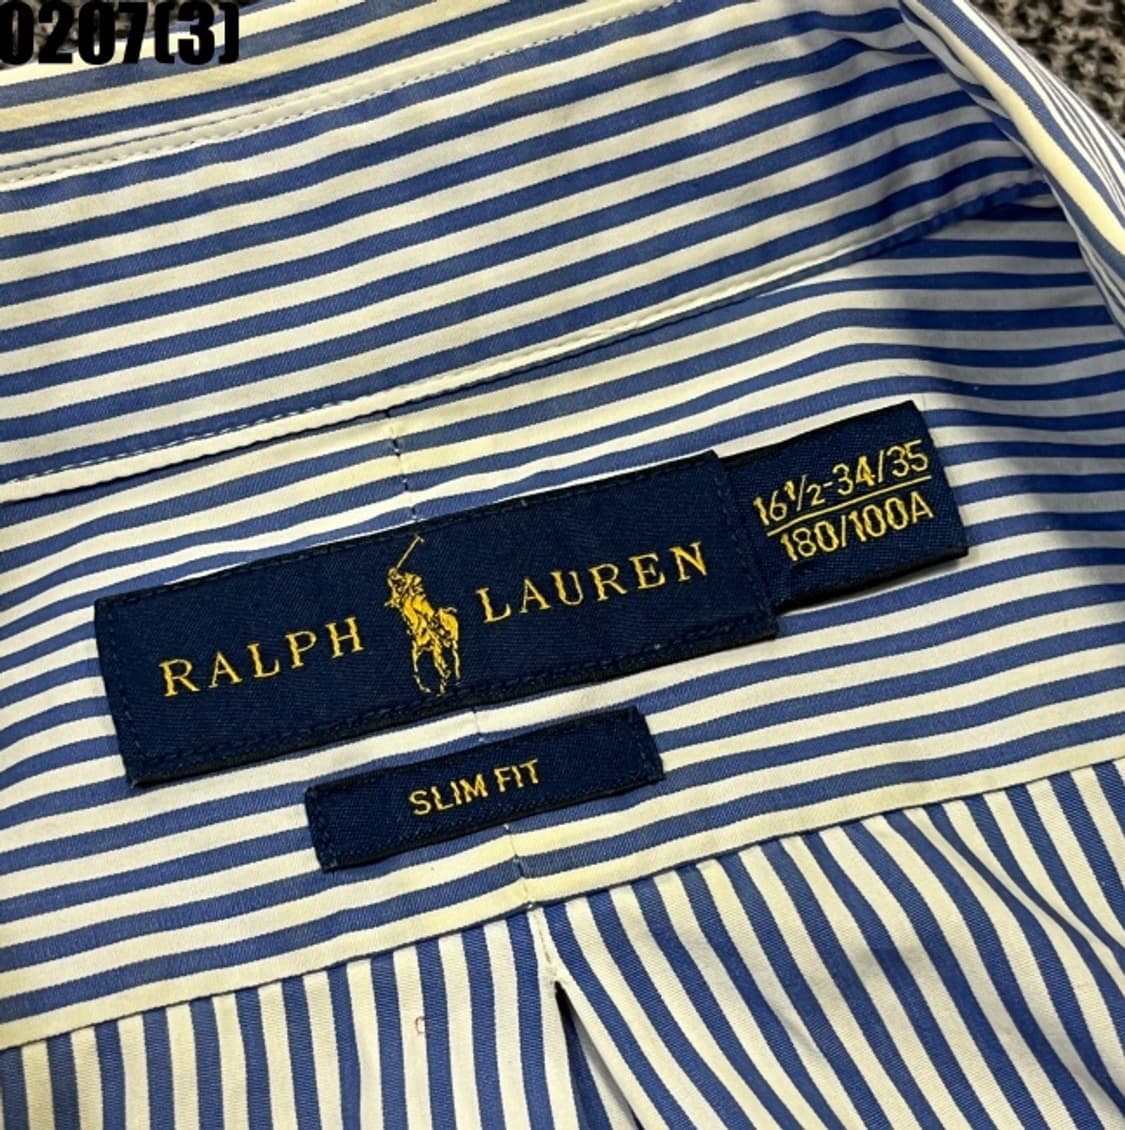 0207(3)
RALPH LAUREN
16½-34/35
180/100A
SLIM FIT